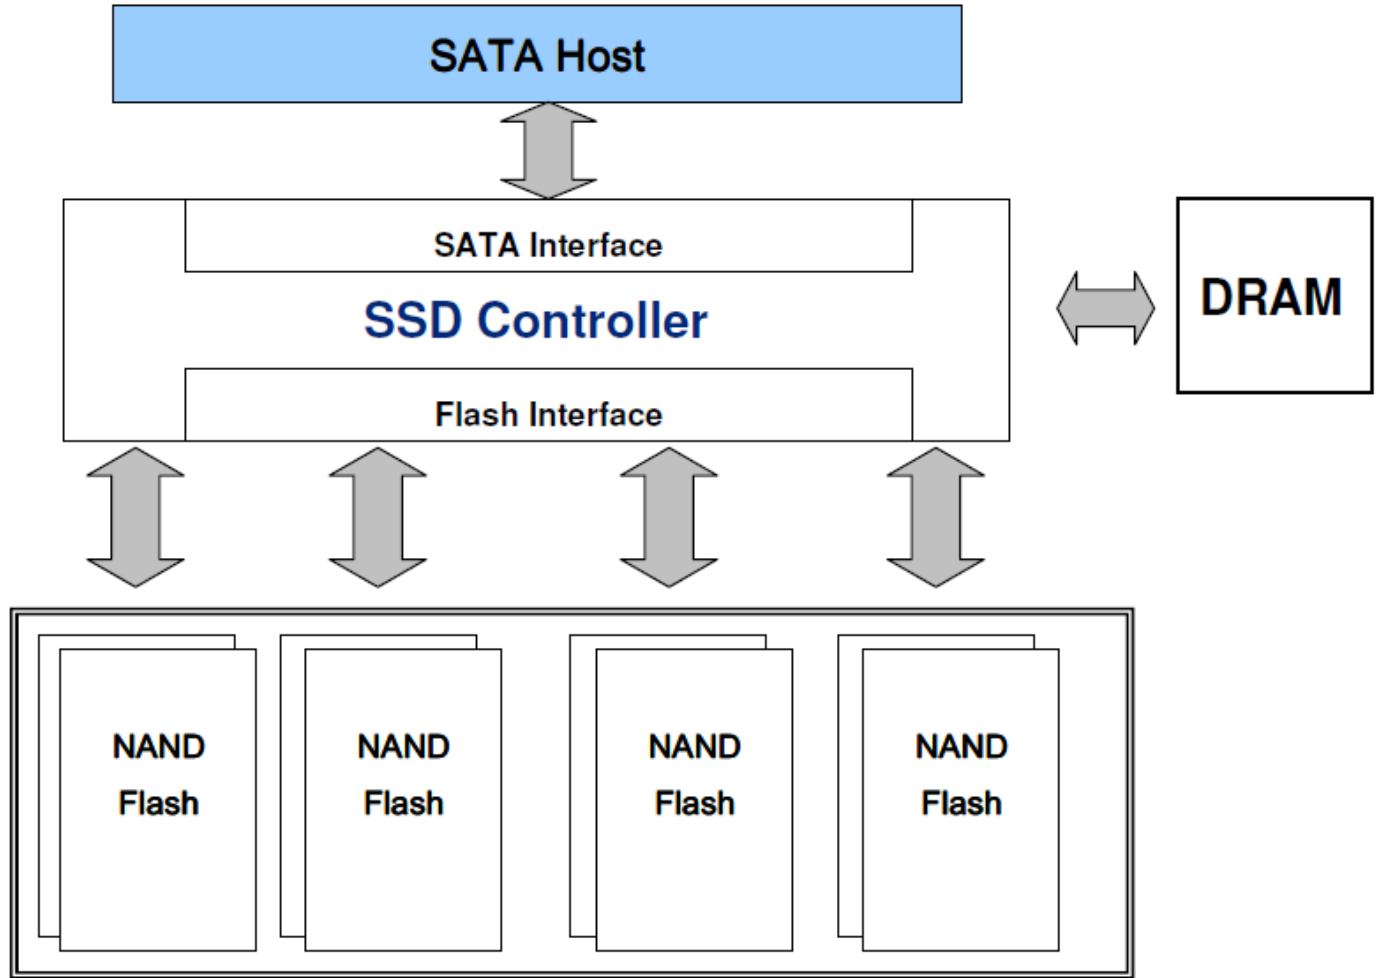 SATA Host
SATA Interface
SSD Controller
DRAM
Flash Interface
NAND
Flash
NAND
Flash
NAND
Flash
NAND
Flash